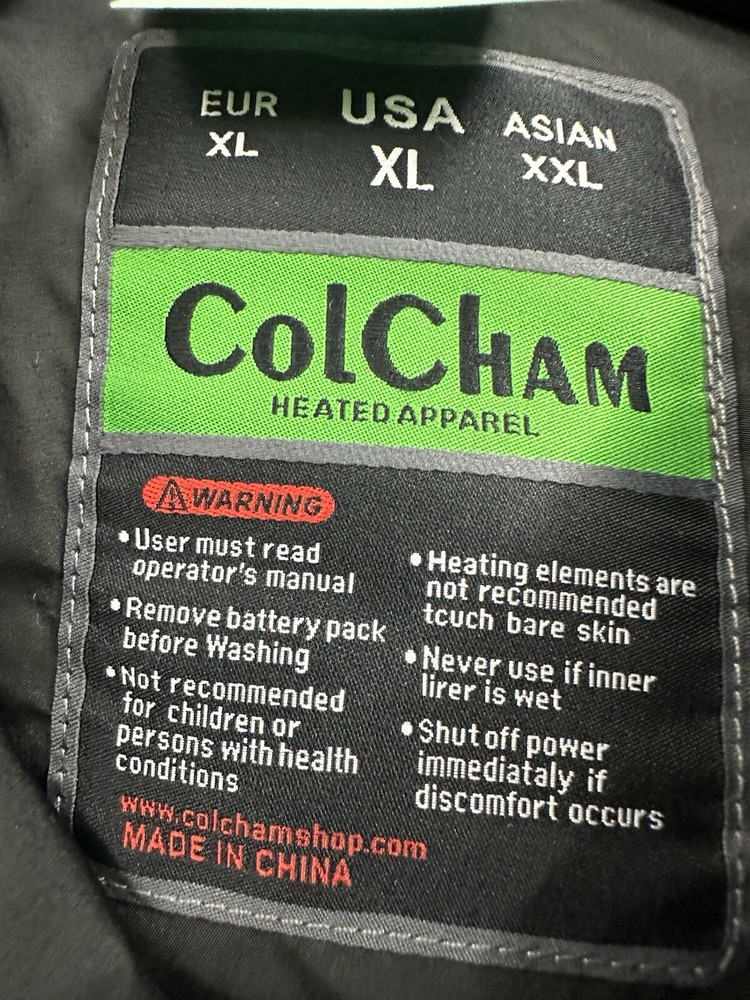 EUR USA ASIAN
XL XL XXL
ColCHAM
HEATED APPAREL
WARNING
• User must read
operator's manual
• Remove battery pack
before Washing
• Not recommended
for children or
persons with health
conditions
• Heating elements are
not recommended
tcuch bare skin
• Never use if inner
lirer is wet
• Shut off power
immediataly if
discomfort occurs
www.colchamshop.com
MADE IN CHINA